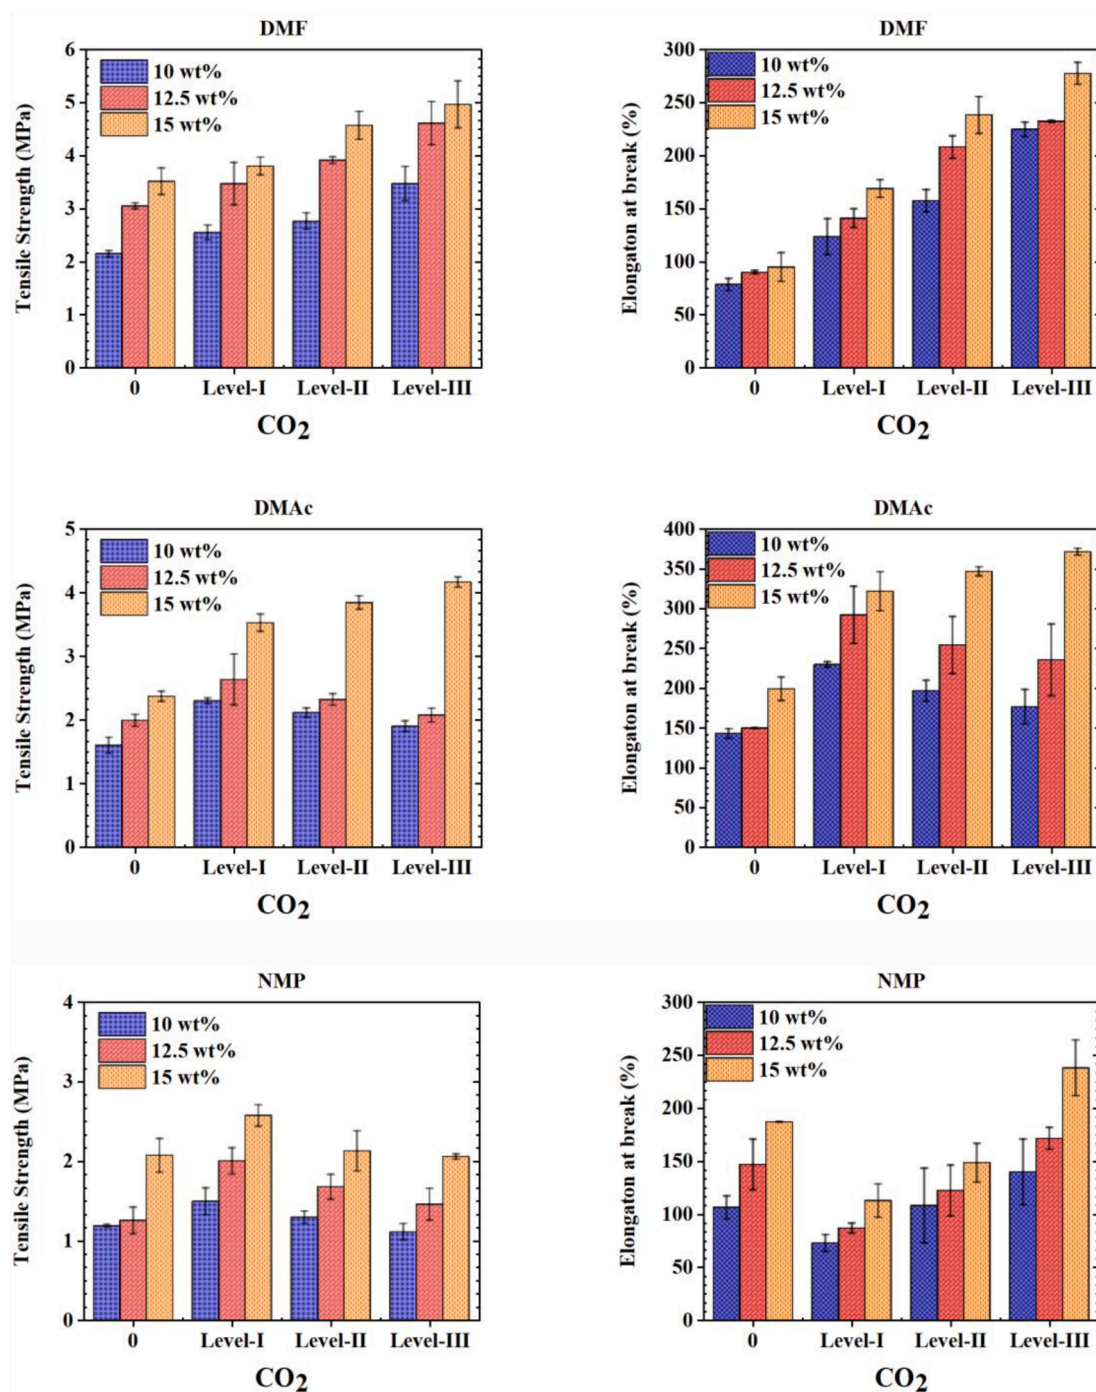 DMF
Tensile Strength (MPa)
6
5
4
3
2
1
0
10 wt%
12.5 wt%
15 wt%
0 Level-I Level-II Level-III
CO2
DMF
Elongaton at break (%)
300
250
200
150
100
50
0
10 wt%
12.5 wt%
15 wt%
0 Level-I Level-II Level-III
CO2
DMAc
Tensile Strength (MPa)
5
4
3
2
1
0
10 wt%
12.5 wt%
15 wt%
0 Level-I Level-II Level-III
CO2
DMAc
Elongaton at break (%)
400
350
300
250
200
150
100
50
0
10 wt%
12.5 wt%
15 wt%
0 Level-I Level-II Level-III
CO2
NMP
Tensile Strength (MPa)
4
3
2
1
0
10 wt%
12.5 wt%
15 wt%
0 Level-I Level-II Level-III
CO2
NMP
Elongaton at break (%)
300
250
200
150
100
50
0
10 wt%
12.5 wt%
15 wt%
0 Level-I Level-II Level-III
CO2